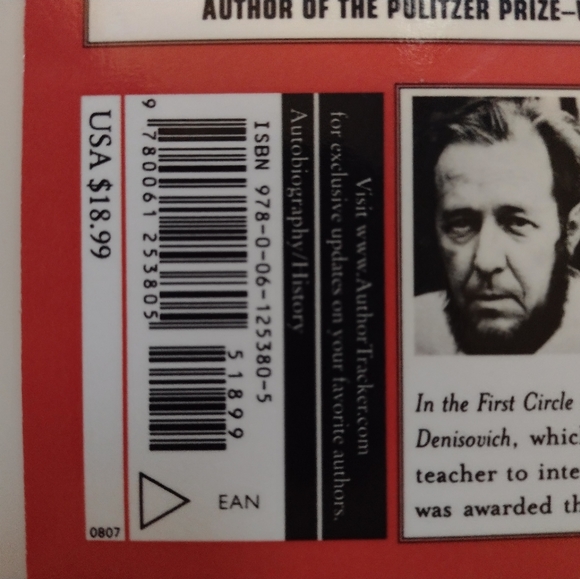 AUTHOR OF THE PULITZER PRIZE–
Visit www.AuthorTracker.com
for exclusive updates on your favorite authors.
Autobiography/History
ISBN 978-0-06-125380-5
9 780061 253805
51899
EAN
USA $18.99
0807
In the First Circle
Denisovich, whic
teacher to inte
was awarded th